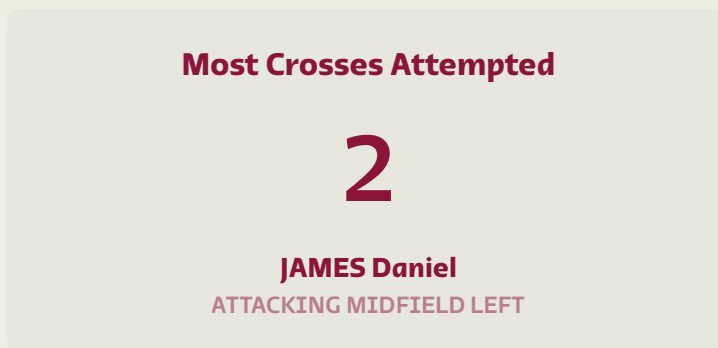 Most Crosses Attempted
2
JAMES Daniel
ATTACKING MIDFIELD LEFT